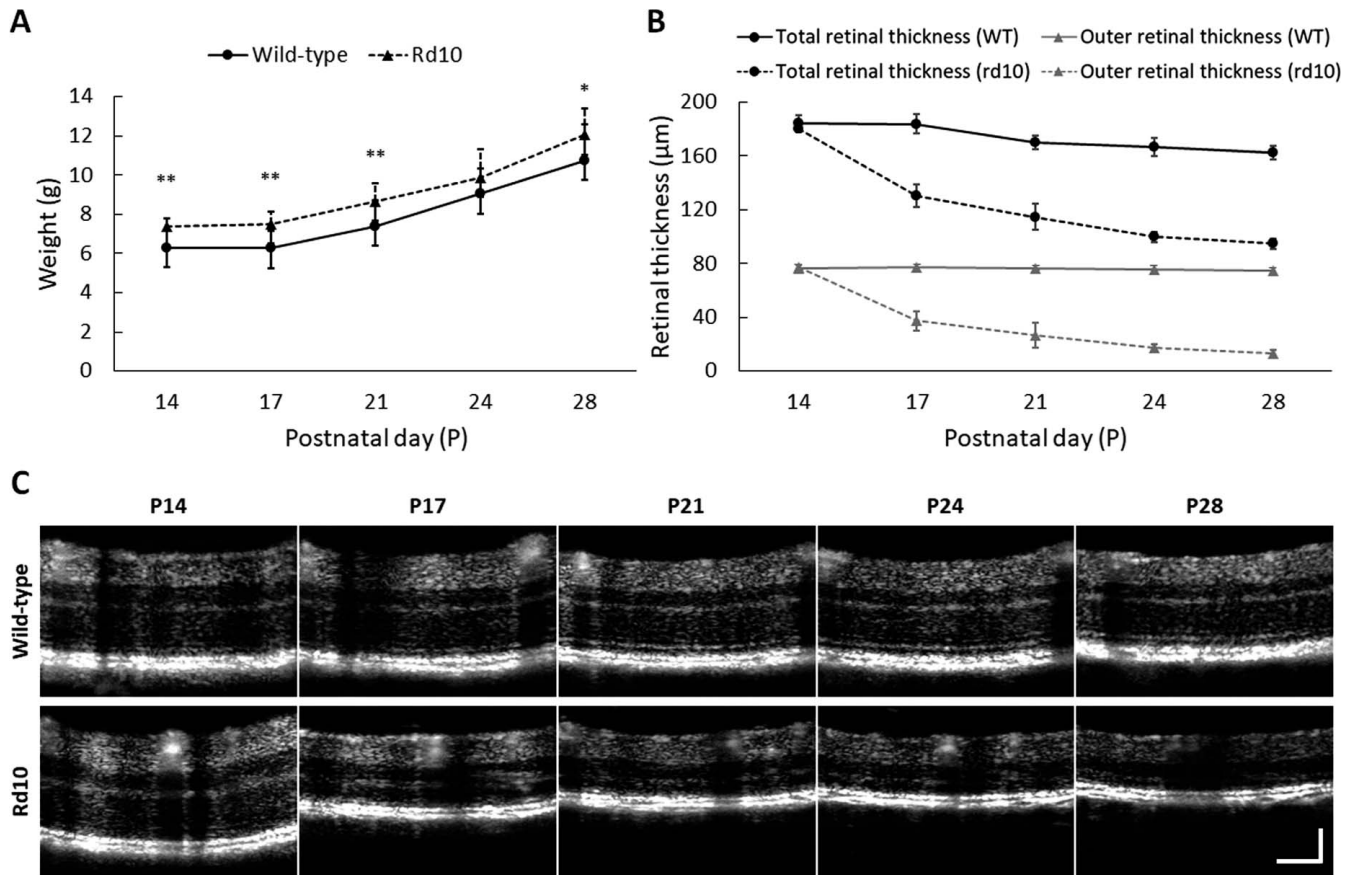 A
Wild-type Rd10
Weight (g)
14
12
10
8
6
4
2
0
** ** ** *
14 17 21 24 28
Postnatal day (P)
B
Total retinal thickness (WT) Outer retinal thickness (WT)
Total retinal thickness (rd10) Outer retinal thickness (rd10)
Retinal thickness (µm)
200
160
120
80
40
0
14 17 21 24 28
Postnatal day (P)
C
P14 P17 P21 P24 P28
Wild-type
Rd10